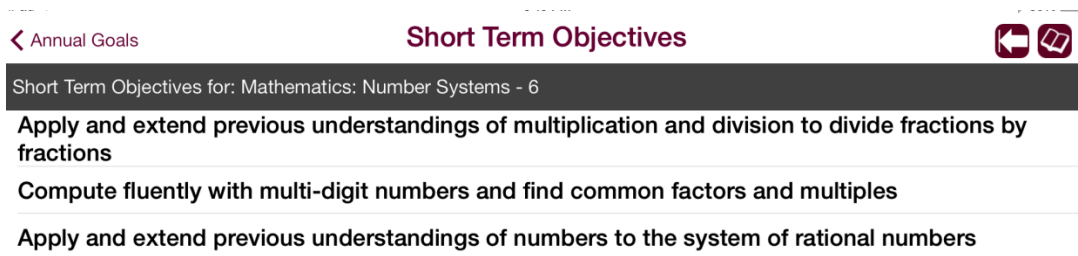 Annual Goals
Short Term Objectives
Short Term Objectives for: Mathematics: Number Systems - 6
Apply and extend previous understandings of multiplication and division to divide fractions by
fractions
Compute fluently with multi-digit numbers and find common factors and multiples
Apply and extend previous understandings of numbers to the system of rational numbers